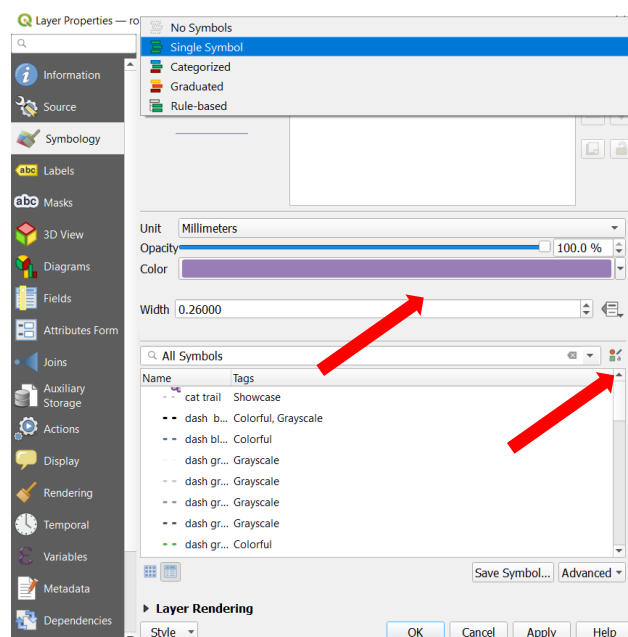 Layer Properties — ro
No Symbols
Single Symbol
Categorized
Graduated
Rule-based
Information
Source
Symbology
abc Labels
abc Masks
3D View
Diagrams
Fields
Attributes Form
Joins
Auxiliary
Storage
Actions
Display
Rendering
Temporal
Variables
Metadata
Dependencies
Unit Millimeters
Opacity 100.0 %
Color
Width 0.26000
All Symbols
Name Tags
cat trail Showcase
dash b... Colorful, Grayscale
dash bl... Colorful
dash gr... Grayscale
dash gr... Grayscale
dash gr... Grayscale
dash gr... Grayscale
dash gr... Colorful
Save Symbol... Advanced
Layer Rendering
Style OK Cancel Apply Help